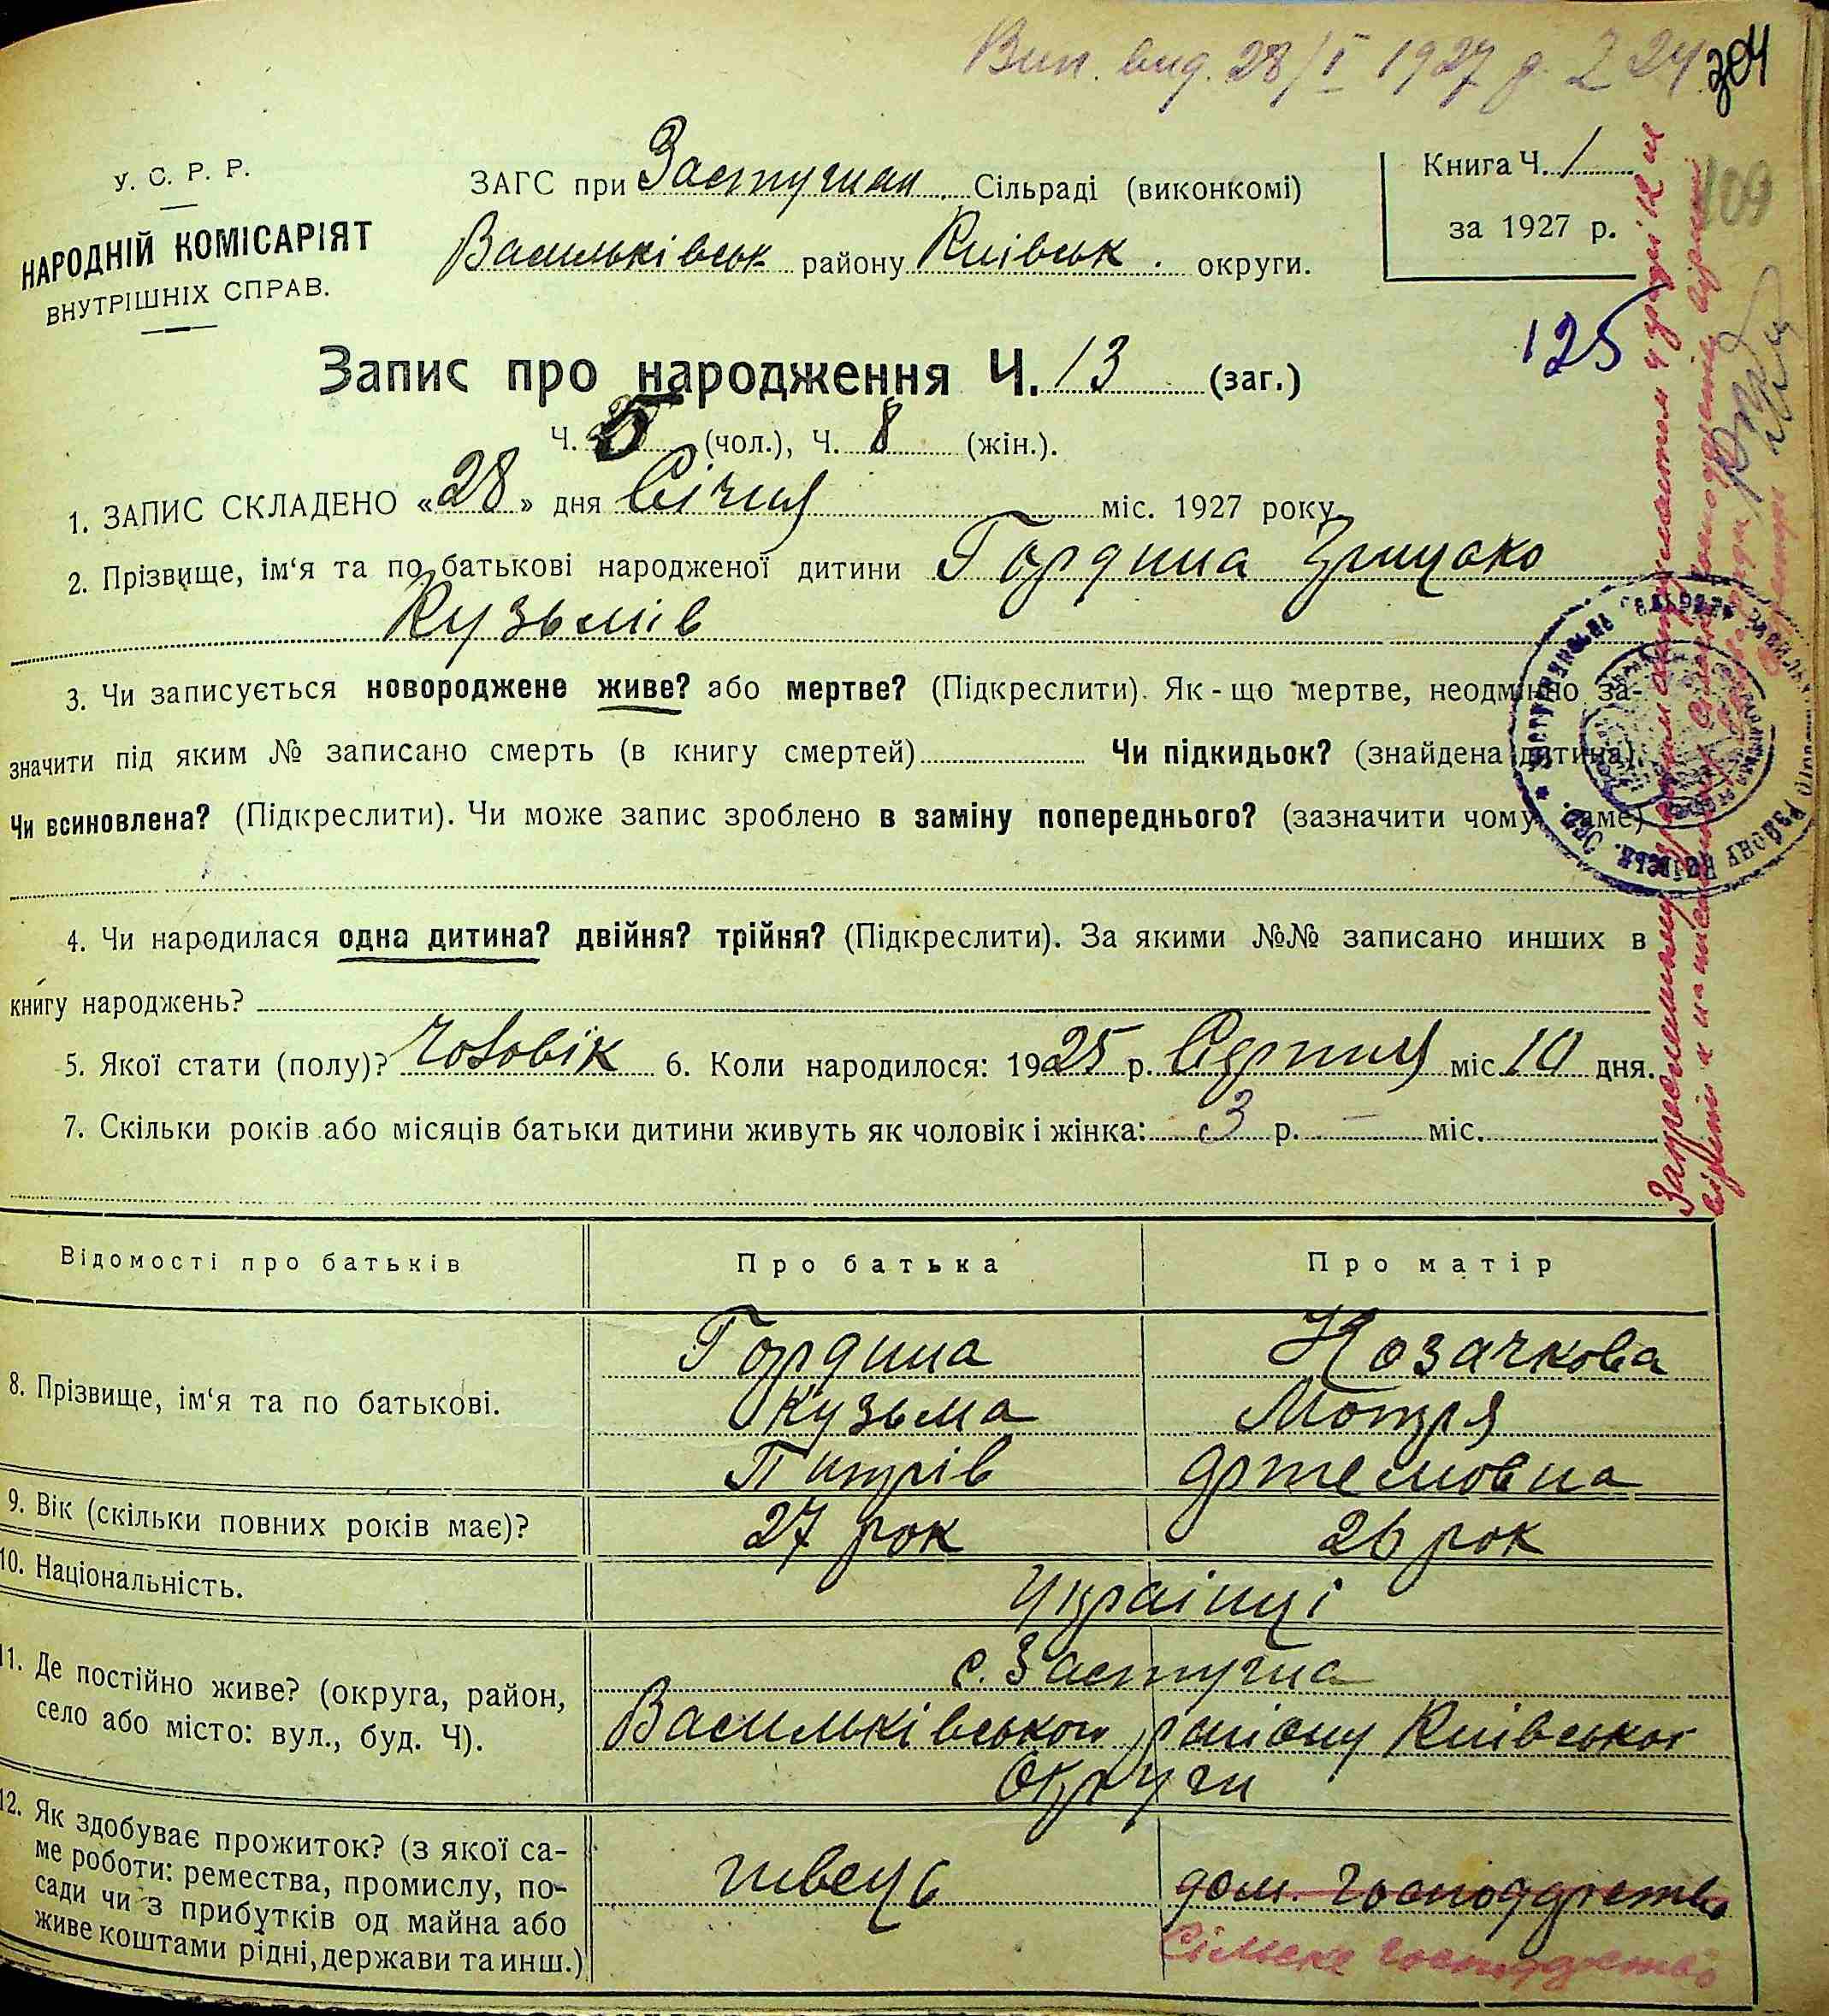 Вип. вид. 28/I 1927 р. 204
109
У. С. Р. Р.
НАРОДНІЙ КОМІСАРІЯТ
ВНУТРІШНІХ СПРАВ.
ЗАГС при Застугнян Сільраді (виконкомі)
Васильківськ району Київськ. округи.
Книга Ч. 1
за 1927 р.
125
Запис про народження Ч. 13 (заг.)
Ч. 5 (чол.), Ч. 8 (жін.).
1. ЗАПИС СКЛАДЕНО «28» дня Січня міс. 1927 року
2. Прізвище, ім‘я та по батькові народженої дитини Гордина Грицько
Кузьмів
3. Чи записується новороджене живе? або мертве? (Підкреслити). Як-що мертве, неодмінно за-
значити під яким № записано смерть (в книгу смертей) Чи підкидьок? (знайдена дитина)
Чи всиновлена? (Підкреслити). Чи може запис зроблено в заміну попереднього? (зазначити чому саме)
4. Чи народилася одна дитина? двійня? трійня? (Підкреслити). За якими №№ записано инших в
книгу народжень?
5. Якої стати (полу)? Чоловік 6. Коли народилося: 1925 р. Серпня міс. 10 дня.
7. Скільки років або місяців батьки дитини живуть як чоловік і жінка: 3 р. — міс.
Відомості про батьків Про батька Про матір
8. Прізвище, ім‘я та по батькові.
Гордина Козачкова
Кузьма Мотря
Питрів Артемовна
9. Вік (скільки повних років має)? 27 рок 26 рок
10. Національність. Українці
11. Де постійно живе? (округа, район,
село або місто: вул., буд. Ч).
с. Застугна
Васильківського району Київської
Округи
12. Як здобуває прожиток? (з якої са-
ме роботи: ремества, промислу, по-
сади чи з прибутків од майна або
живе коштами рідні, держави та инш.)
швець дом. господарство
Сільске господарство